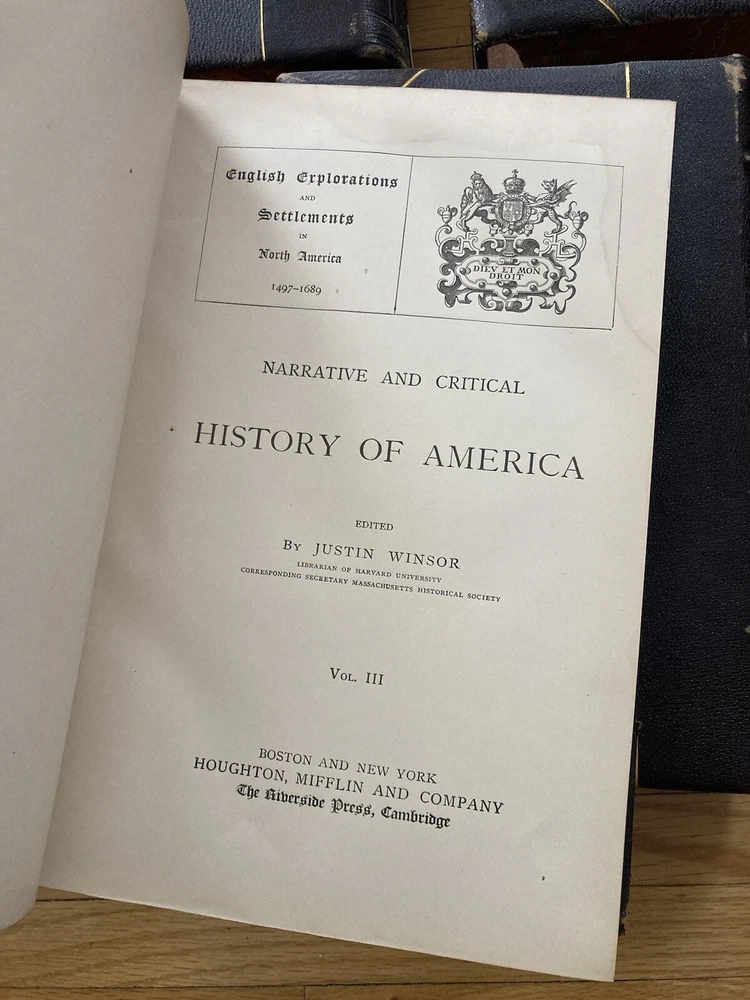 English Explorations
AND
Settlements
IN
North America
1497–1689
DIEV ET MON
DROIT
NARRATIVE AND CRITICAL
HISTORY OF AMERICA
EDITED
BY JUSTIN WINSOR
LIBRARIAN OF HARVARD UNIVERSITY
CORRESPONDING SECRETARY MASSACHUSETTS HISTORICAL SOCIETY
VOL. III
BOSTON AND NEW YORK
HOUGHTON, MIFFLIN AND COMPANY
The Riverside Press, Cambridge